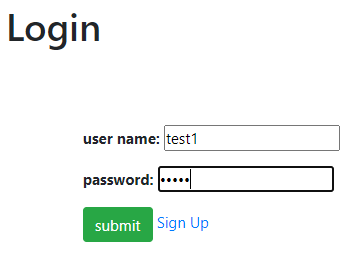 Login
user name: test1
password: •••••
submit Sign Up